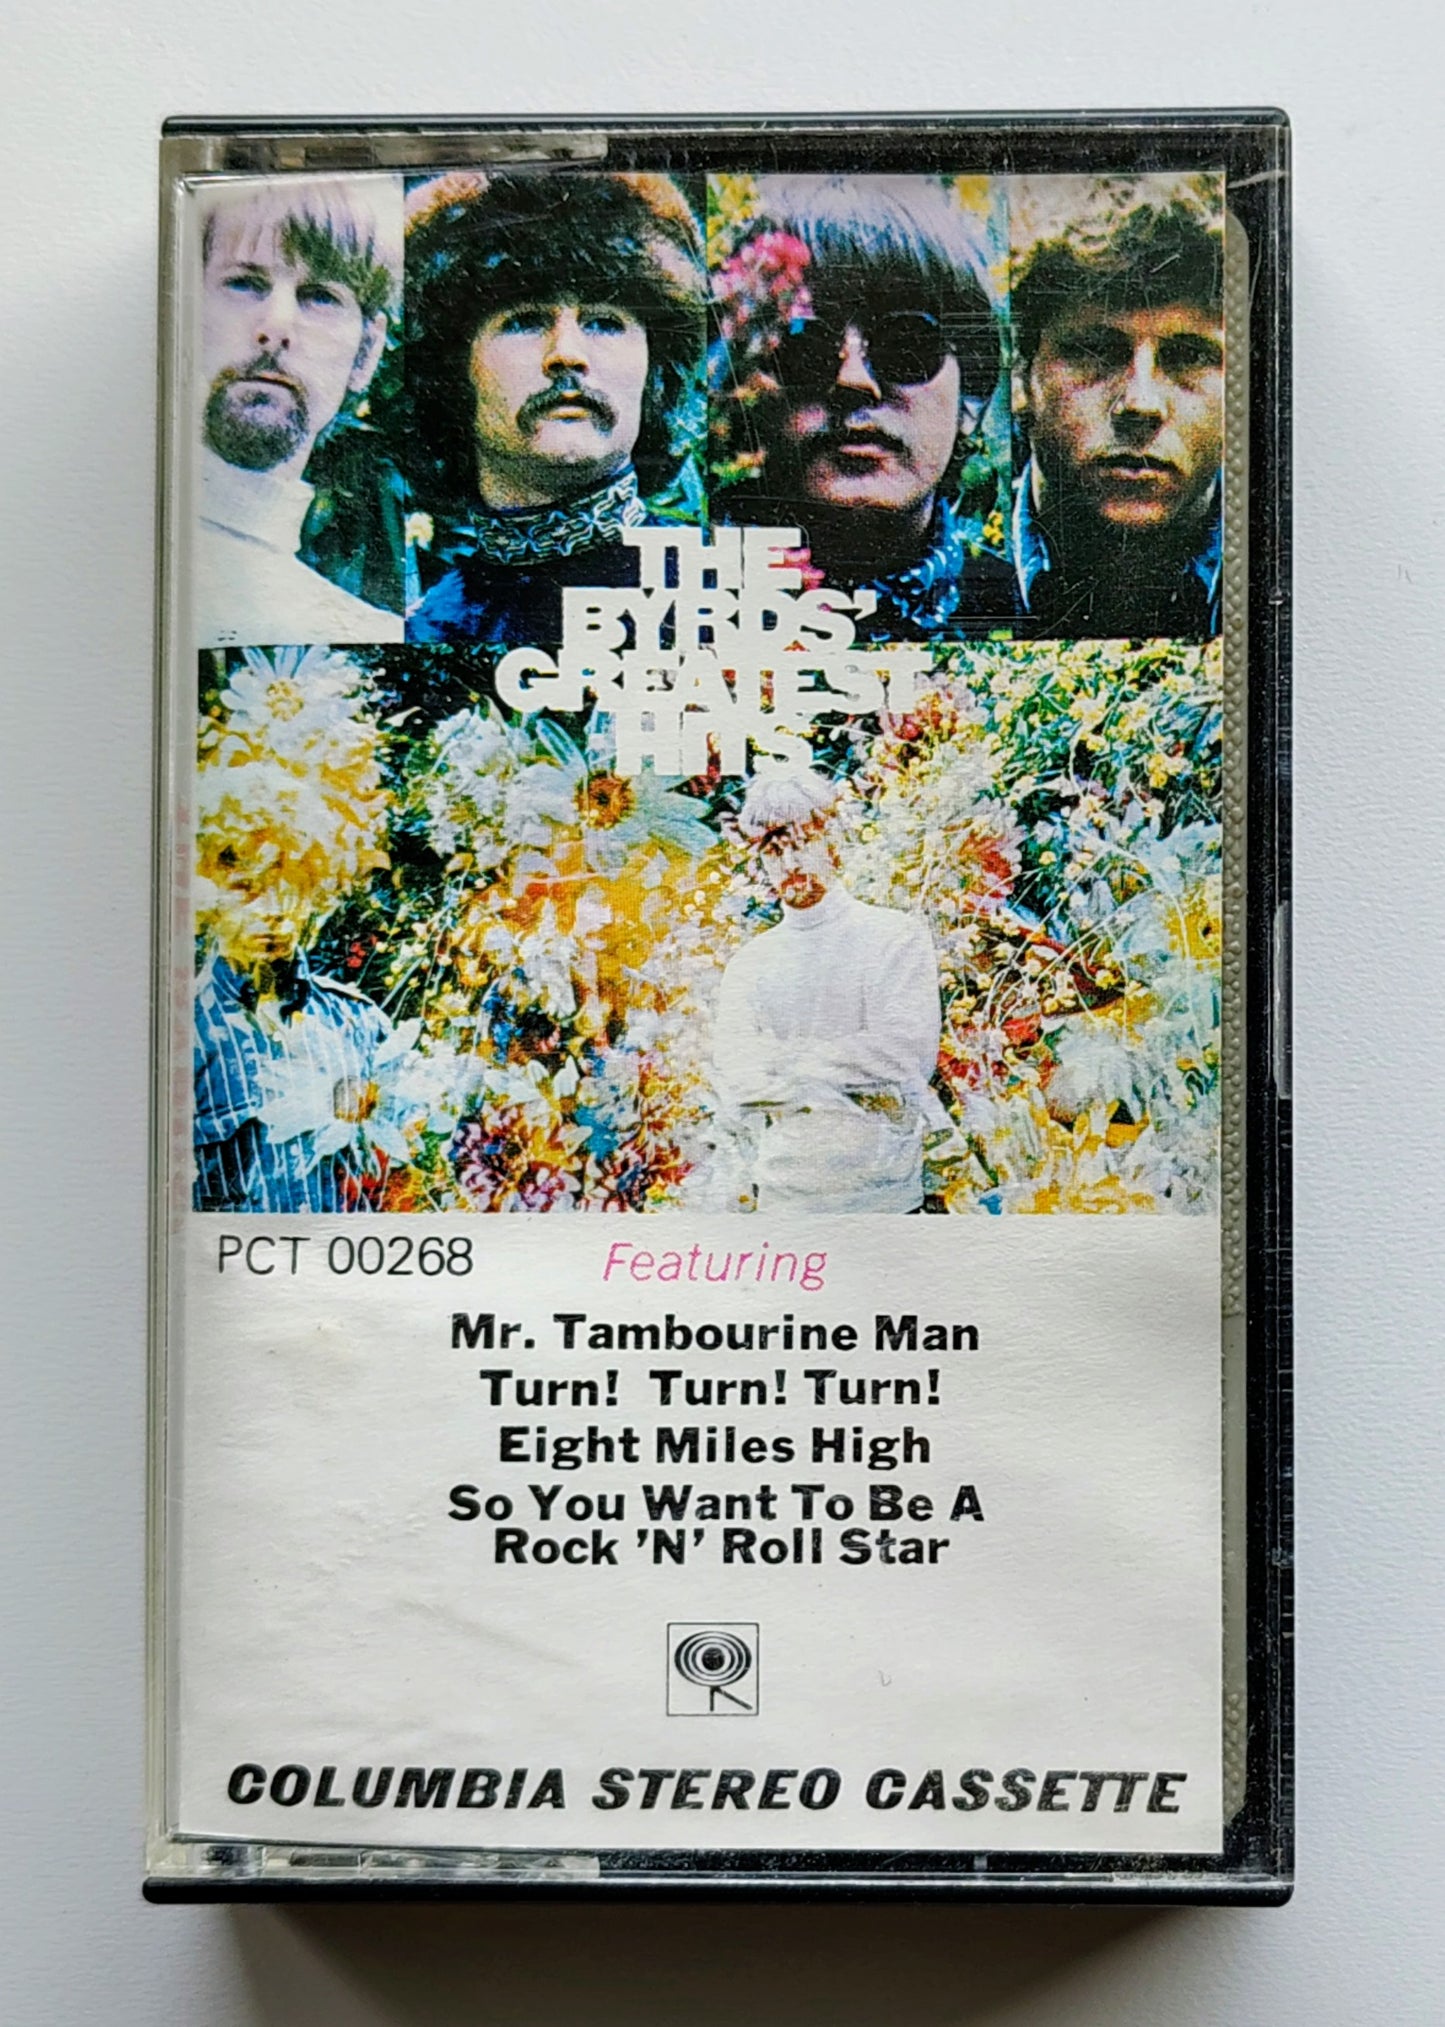 THE
BYRDS'
GREATEST
HITS
PCT 00268
Featuring
Mr. Tambourine Man
Turn! Turn! Turn!
Eight Miles High
So You Want To Be A
Rock 'N' Roll Star
COLUMBIA STEREO CASSETTE